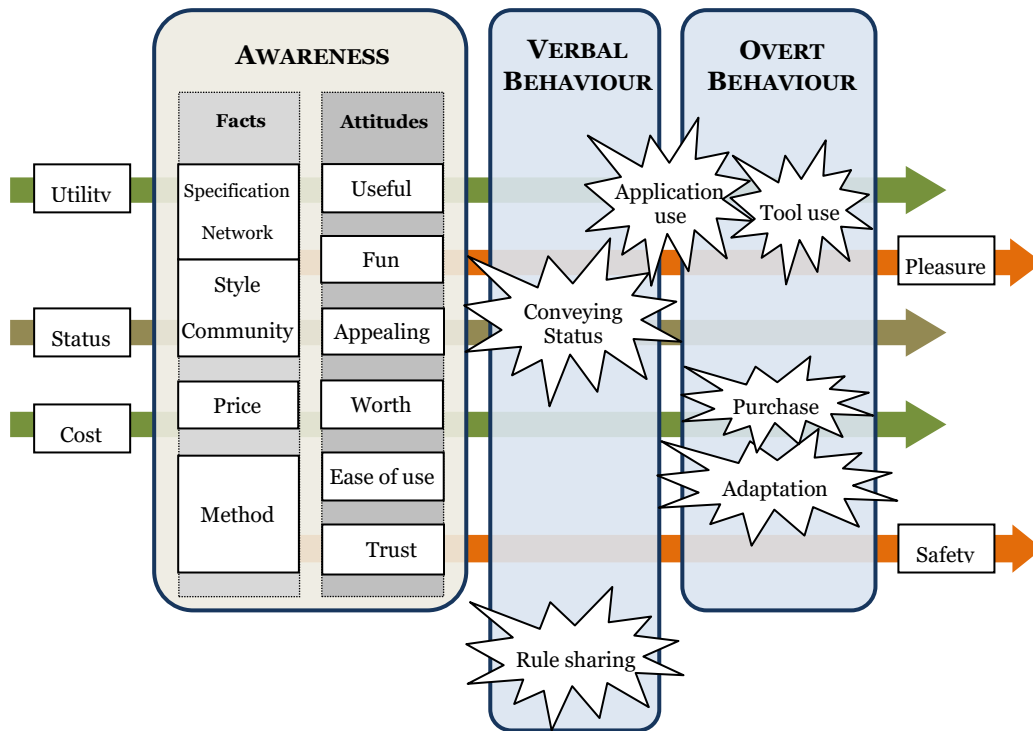 AWARENESS
VERBAL
BEHAVIOUR
OVERT
BEHAVIOUR
Facts
Attitudes
Utility
Specification
Useful
Application
use
Tool use
Network
Fun
Pleasure
Style
Conveying
Status
Status
Community
Appealing
Cost
Price
Worth
Purchase
Ease of use
Adaptation
Method
Trust
Safety
Rule sharing